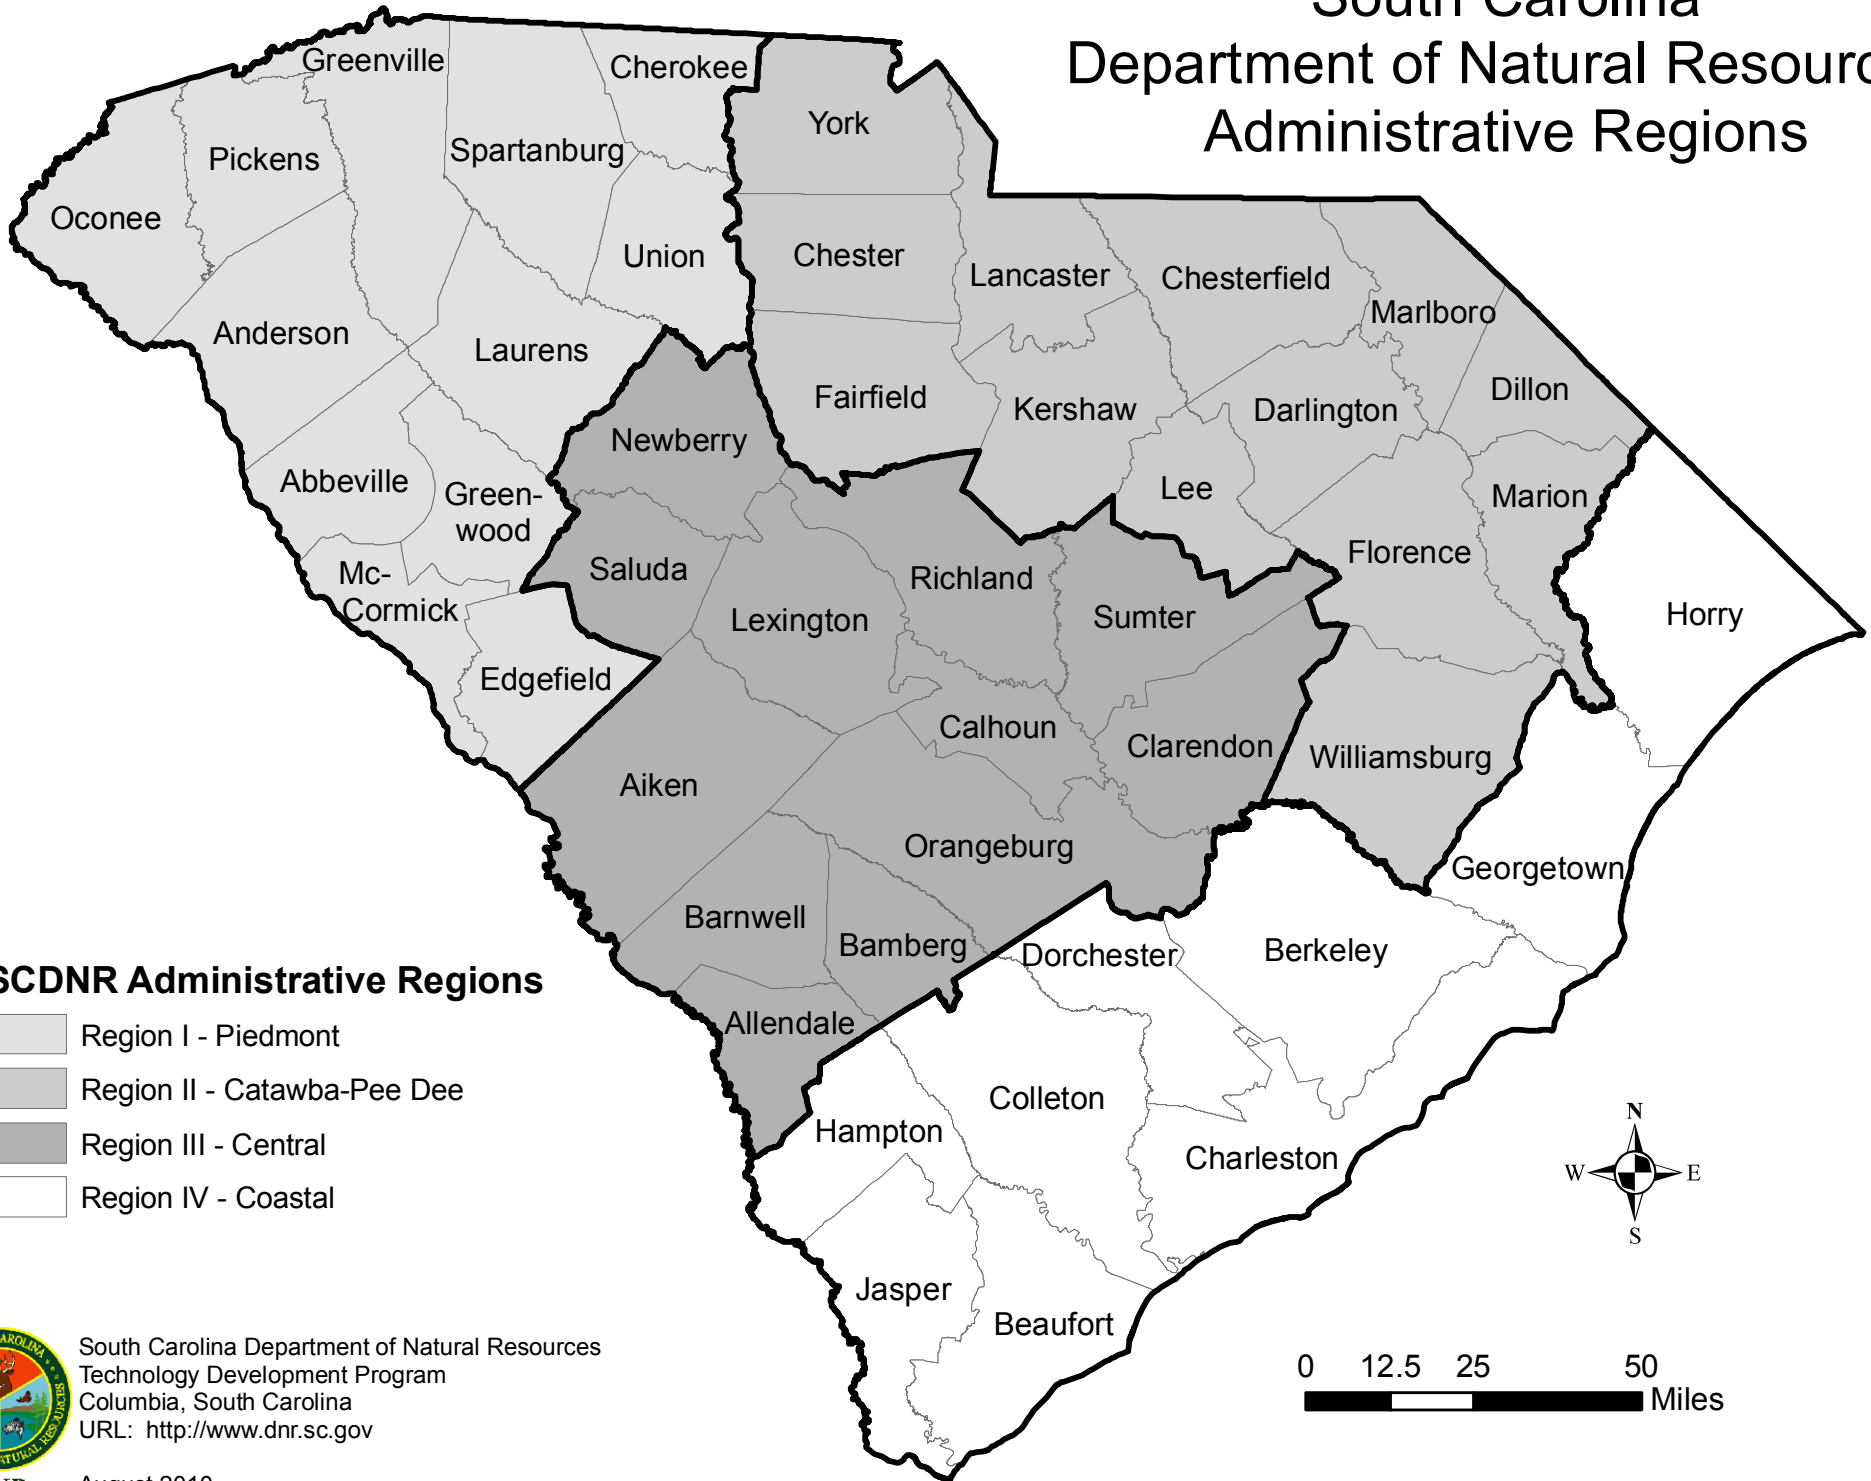 South Carolina
Department of Natural
Administrative Regions
Greenville
Cherokee
York
Pickens
Spartanburg
Oconee
Union
Chester
Lancaster
Chesterfield
Marlboro
Anderson
Laurens
Fairfield
Kershaw
Darlington
Dillon
Newberry
Abbeville
Green-
wood
Lee
Marion
Florence
Mc-
Cormick
Saluda
Richland
Lexington
Sumter
Horry
Edgefield
Calhoun
Clarendon
Williamsburg
Aiken
Orangeburg
Georgetown
Barnwell
Bamberg
Dorchester
Berkeley
Allendale
Colleton
Hampton
Charleston
Jasper
Beaufort
SCDNR Administrative Regions
Region I - Piedmont
Region II - Catawba-Pee Dee
Region III - Central
Region IV - Coastal
N
W E
S
0 12.5 25 50
Miles
South Carolina Department of Natural Resources
Technology Development Program
Columbia, South Carolina
URL: http://www.dnr.sc.gov